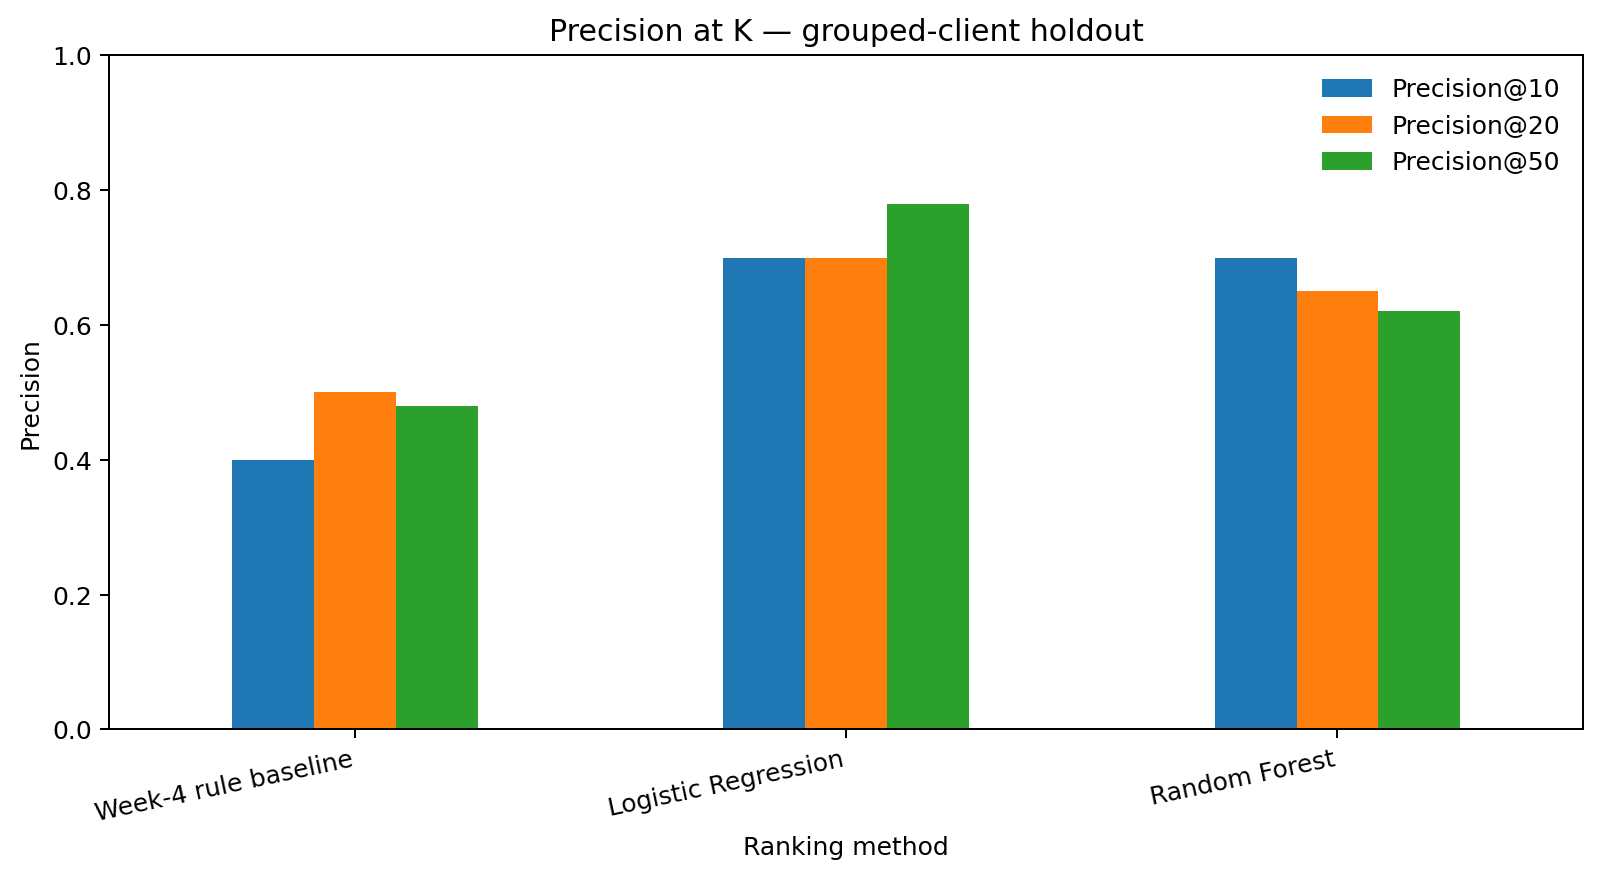 Precision at K — grouped-client holdout
1.0
0.8
0.6
0.4
0.2
0.0
Precision
Precision@10
Precision@20
Precision@50
Week-4 rule baseline
Logistic Regression
Random Forest
Ranking method